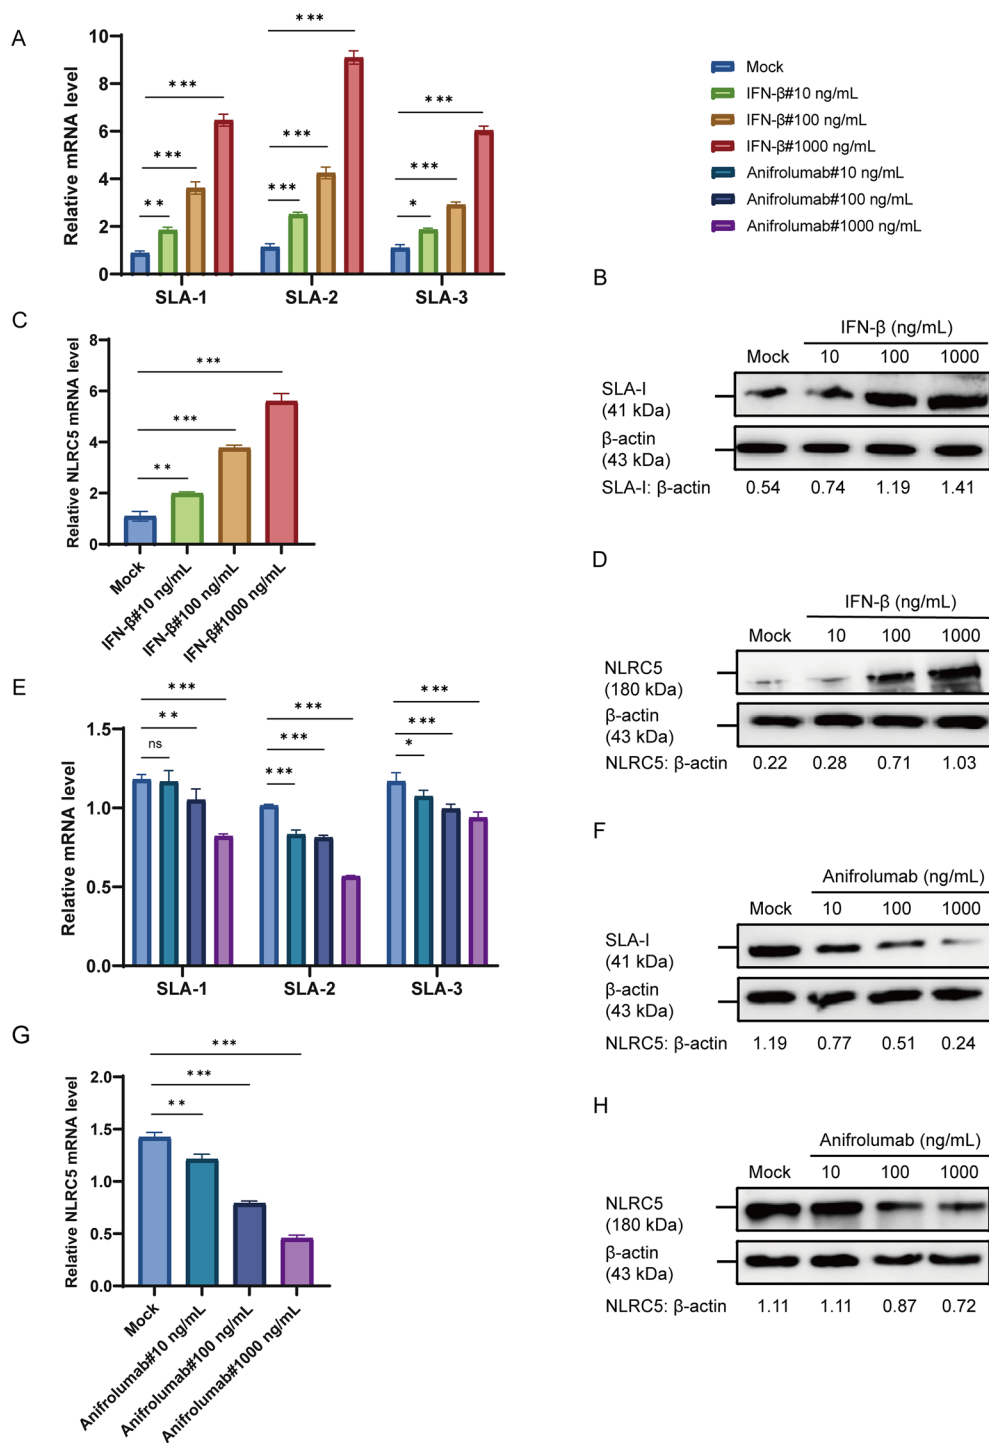 A
Relative mRNA level
10
8
6
4
2
0
** *** ***
*** *** ***
* *** ***
SLA-1 SLA-2 SLA-3
Mock
IFN-β#10 ng/mL
IFN-β#100 ng/mL
IFN-β#1000 ng/mL
Anifrolumab#10 ng/mL
Anifrolumab#100 ng/mL
Anifrolumab#1000 ng/mL
B
IFN-β (ng/mL)
Mock 10 100 1000
SLA-I
(41 kDa)
β-actin
(43 kDa)
SLA-I: β-actin 0.54 0.74 1.19 1.41
C
Relative NLRC5 mRNA level
8
6
4
2
0
***
***
**
Mock
IFN-β#10 ng/mL
IFN-β#100 ng/mL
IFN-β#1000 ng/mL
D
IFN-β (ng/mL)
Mock 10 100 1000
NLRC5
(180 kDa)
β-actin
(43 kDa)
NLRC5: β-actin 0.22 0.28 0.71 1.03
E
Relative mRNA level
1.5
1.0
0.5
0.0
ns ** ***
*** *** ***
* *** ***
SLA-1 SLA-2 SLA-3
F
Anifrolumab (ng/mL)
Mock 10 100 1000
SLA-I
(41 kDa)
β-actin
(43 kDa)
NLRC5: β-actin 1.19 0.77 0.51 0.24
G
Relative NLRC5 mRNA level
2.0
1.5
1.0
0.5
0.0
***
***
**
Mock
Anifrolumab#10 ng/mL
Anifrolumab#100 ng/mL
Anifrolumab#1000 ng/mL
H
Anifrolumab (ng/mL)
Mock 10 100 1000
NLRC5
(180 kDa)
β-actin
(43 kDa)
NLRC5: β-actin 1.11 1.11 0.87 0.72